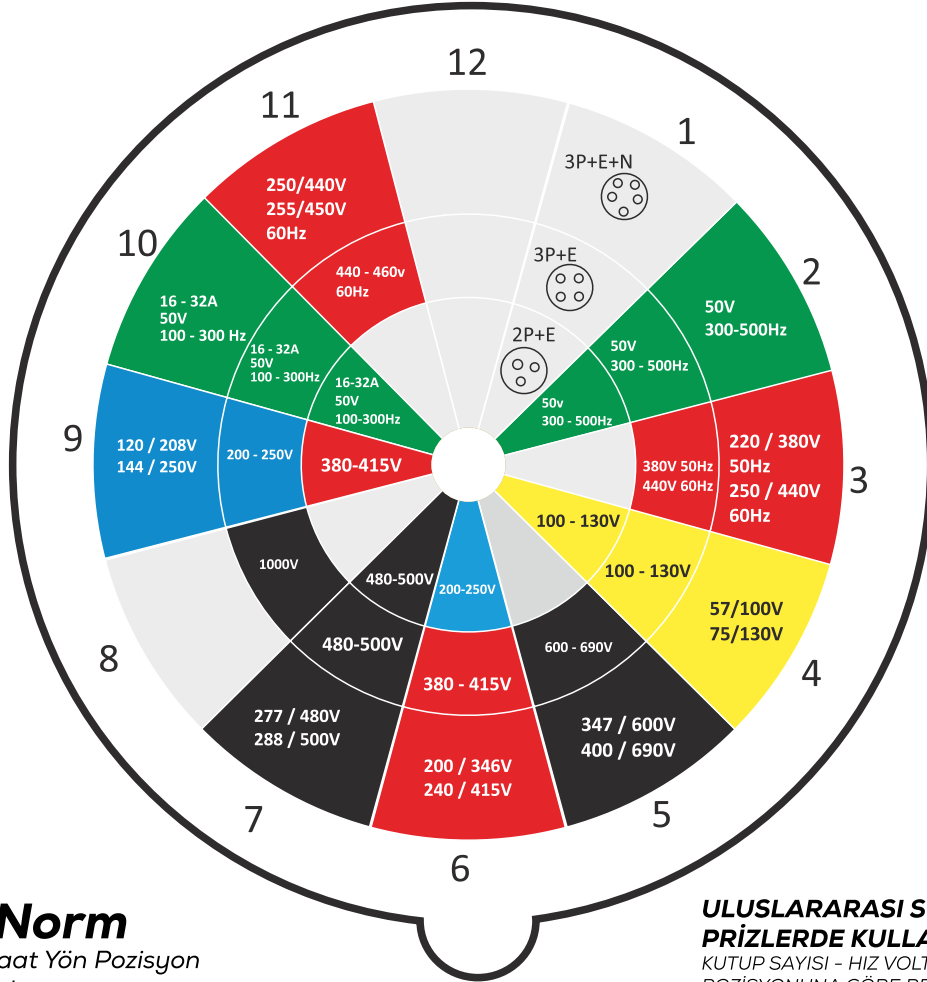 12
11
1
250/440V
255/450V
60Hz
3P+E+N
10
440 - 460v
60Hz
3P+E
2
16 - 32A
50V
100 - 300 Hz
50V
300-500Hz
2P+E
16 - 32A
50V
100 - 300Hz
50V
300 - 500Hz
16-32A
50V
100-300Hz
50v
300 - 500Hz
9
120 / 208V
144 / 250V
200 - 250V
380-415V
380V 50Hz
440V 60Hz
220 / 380V
50Hz
250 / 440V
60Hz
3
100 - 130V
1000V
480-500V
200-250V
100 - 130V
57/100V
75/130V
8
480-500V
600 - 690V
4
380 - 415V
277 / 480V
288 / 500V
347 / 600V
400 / 690V
200 / 346V
240 / 415V
7
5
6
Norm
aat Yön Pozisyon
ULUSLARARASI S
PRİZLERDE KULLA
KUTUP SAYISI - HIZ VOLT